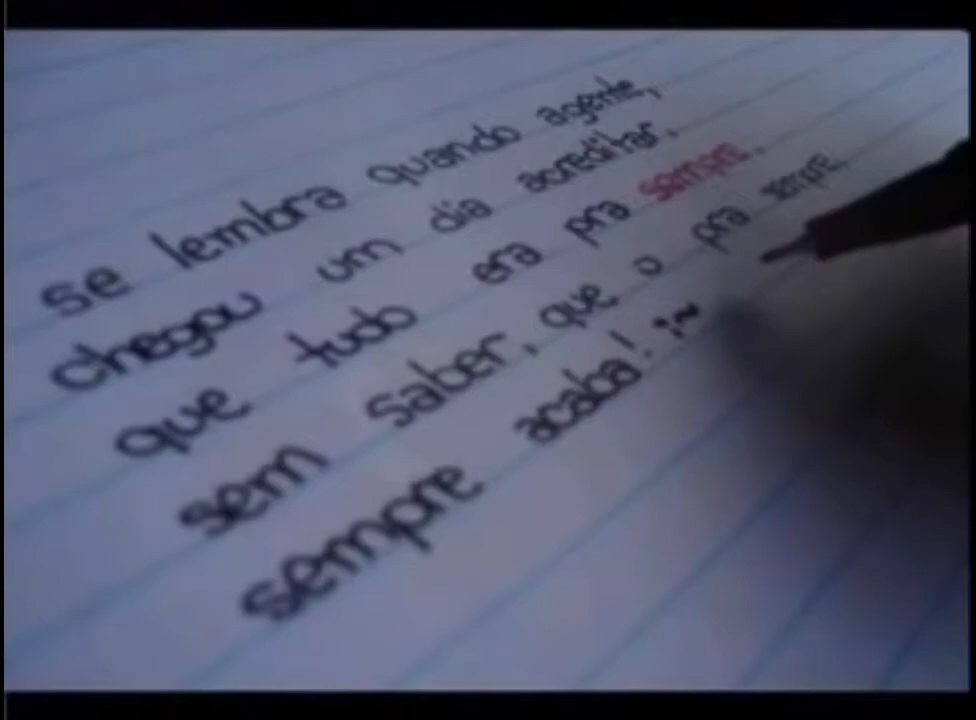 se lembra quando agente,
chegou um dia acreditar.
que tudo era pra sempre.
sem saber, que o pra sempre,
sempre acaba! :~